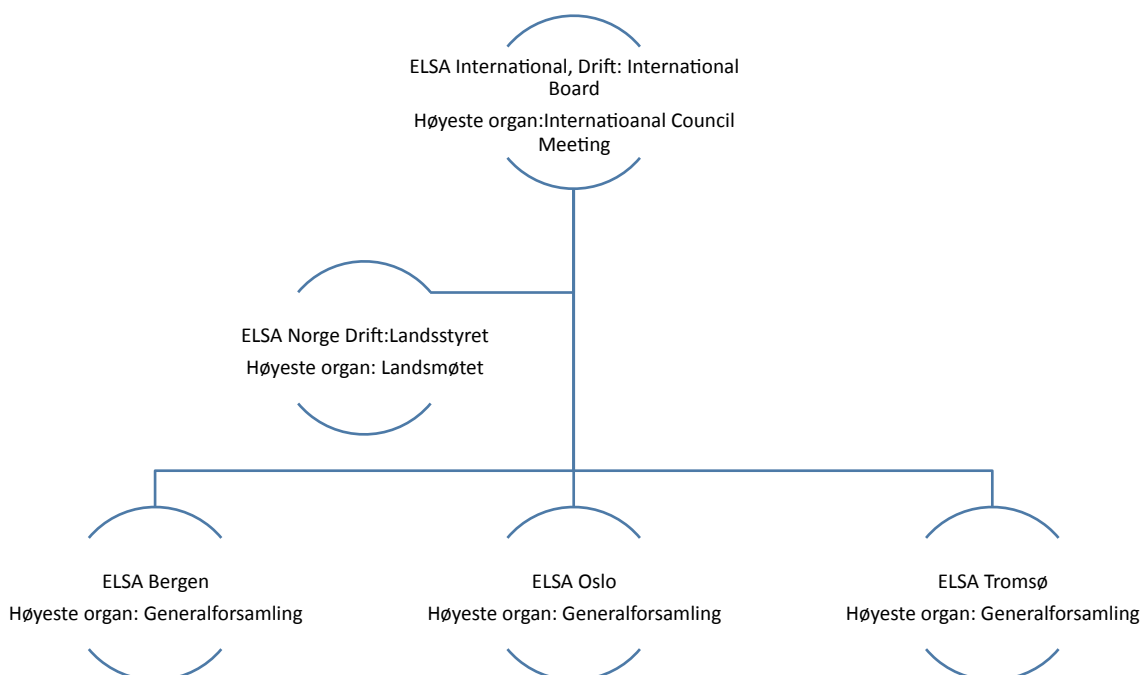 ELSA International, Drift: International
Board
Høyeste organ:Internatioanal Council
Meeting
ELSA Norge Drift:Landsstyret
Høyeste organ: Landsmøtet
ELSA Bergen
Høyeste organ: Generalforsamling
ELSA Oslo
Høyeste organ: Generalforsamling
ELSA Tromsø
Høyeste organ: Generalforsamling